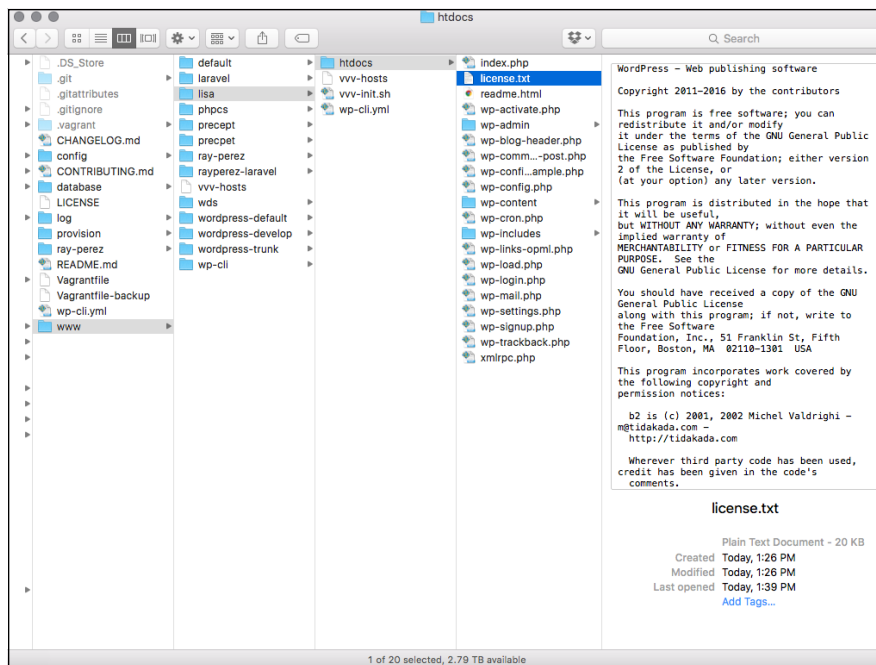 htdocs
Search
.DS_Store
.git
.gitattributes
.gitignore
.vagrant
CHANGELOG.md
config
CONTRIBUTING.md
database
LICENSE
log
provision
ray-perez
README.md
Vagrantfile
Vagrantfile-backup
wp-cli.yml
www
default
laravel
lisa
phpcs
precept
precpet
ray-perez
rayperez-laravel
vvv-hosts
wds
wordpress-default
wordpress-develop
wordpress-trunk
wp-cli
htdocs
vvv-hosts
vvv-init.sh
wp-cli.yml
index.php
license.txt
readme.html
wp-activate.php
wp-admin
wp-blog-header.php
wp-comm...-post.php
wp-confi...ample.php
wp-config.php
wp-content
wp-cron.php
wp-includes
wp-links-opml.php
wp-load.php
wp-login.php
wp-mail.php
wp-settings.php
wp-signup.php
wp-trackback.php
xmlrpc.php
WordPress - Web publishing software
Copyright 2011-2016 by the contributors
This program is free software; you can
redistribute it and/or modify
it under the terms of the GNU General Public
License as published by
the Free Software Foundation; either version
2 of the License, or
(at your option) any later version.
This program is distributed in the hope that
it will be useful,
but WITHOUT ANY WARRANTY; without even the
implied warranty of
MERCHANTABILITY or FITNESS FOR A PARTICULAR
PURPOSE.  See the
GNU General Public License for more details.
You should have received a copy of the GNU
General Public License
along with this program; if not, write to
the Free Software
Foundation, Inc., 51 Franklin St, Fifth
Floor, Boston, MA  02110-1301  USA
This program incorporates work covered by
the following copyright and
permission notices:
b2 is (c) 2001, 2002 Michel Valdrighi -
m@tidakada.com -
http://tidakada.com
Wherever third party code has been used,
credit has been given in the code's
comments.
license.txt
Plain Text Document - 20 KB
Created Today, 1:26 PM
Modified Today, 1:26 PM
Last opened Today, 1:39 PM
Add Tags...
1 of 20 selected, 2.79 TB available